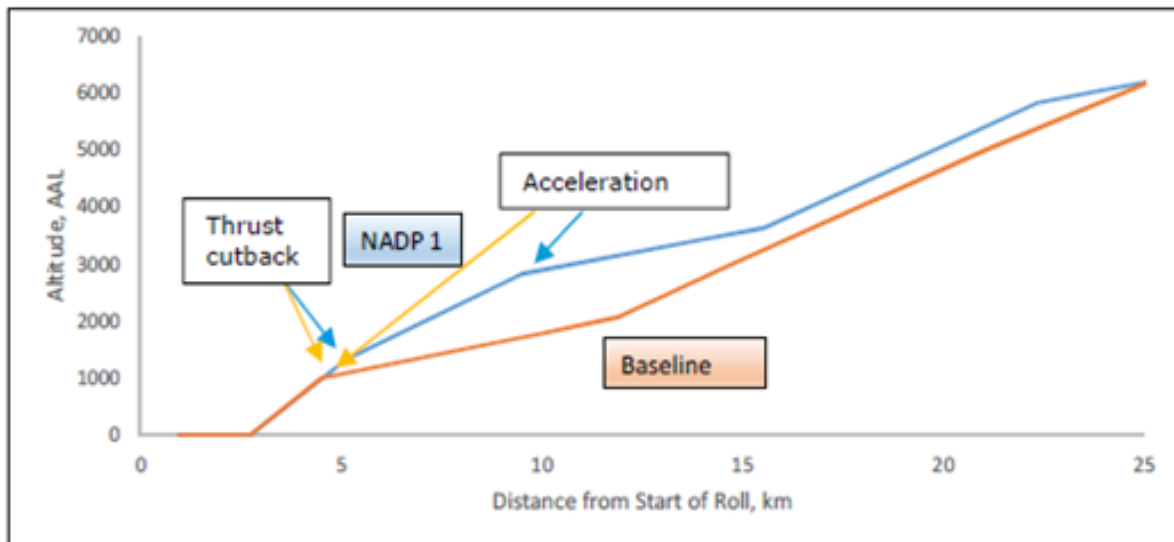 7000
6000
5000
4000
3000
2000
1000
0
Altitude, AAL
Thrust
cutback
NADP 1
Acceleration
Baseline
0 5 10 15 20 25
Distance from Start of Roll, km